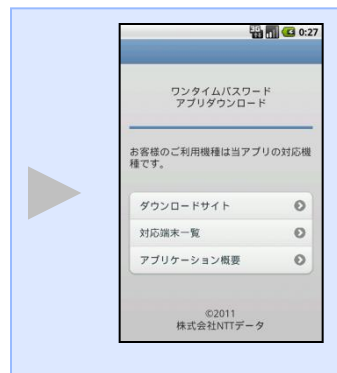 3G
0:27
ワンタイムパスワード
アプリダウンロード
お客様のご利用機種は当アプリの対応機
種です。
ダウンロードサイト
対応端末一覧
アプリケーション概要
©2011
株式会社NTTデータ